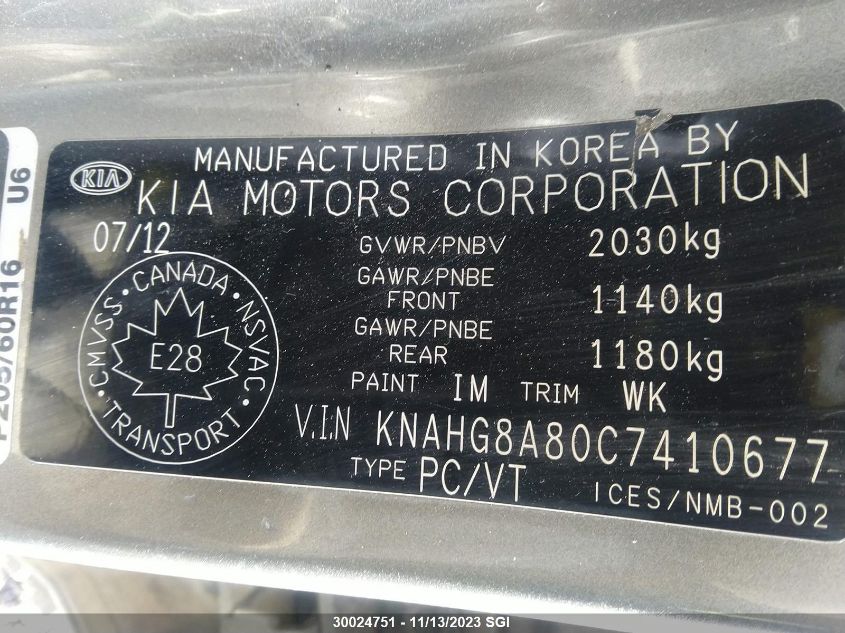 MANUFACTURED IN KOREA BY
KIA
KIA MOTORS CORPORATION
07/12
GVWR/PNBV 2030kg
GAWR/PNBE
FRONT 1140kg
GAWR/PNBE
REAR 1180kg
PAINT IM TRIM WK
V.I.N KNAHG8A80C7410677
TYPE PC/VT ICES/NMB-002
CMVSS • CANADA • NSVAC • TRANSPORT •
E28
P205/60R16 U6
30024751 - 11/13/2023 SGI